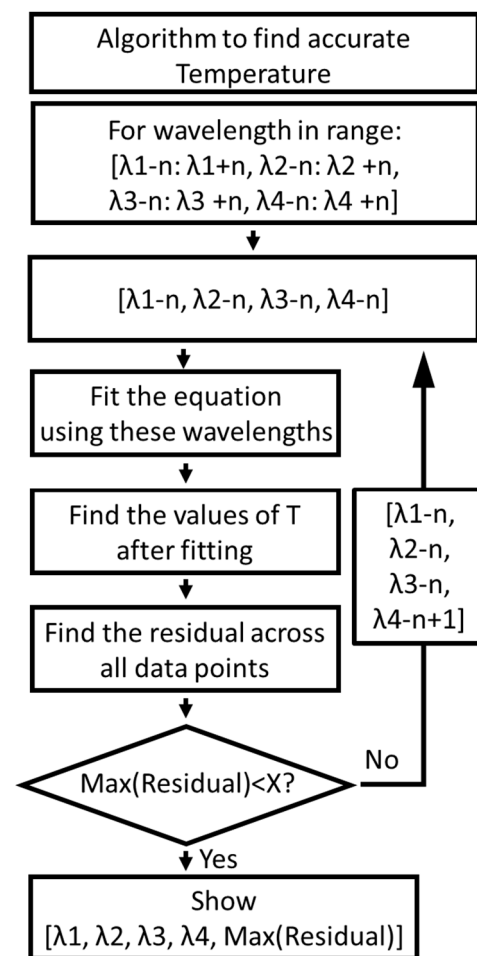 Algorithm to find accurate
Temperature
For wavelength in range:
[λ1-n: λ1+n, λ2-n: λ2 +n,
λ3-n: λ3 +n, λ4-n: λ4 +n]
[λ1-n, λ2-n, λ3-n, λ4-n]
Fit the equation
using these wavelengths
Find the values of T
after fitting
Find the residual across
all data points
Max(Residual)<X?
No
[λ1-n,
λ2-n,
λ3-n,
λ4-n+1]
Yes
Show
[λ1, λ2, λ3, λ4, Max(Residual)]